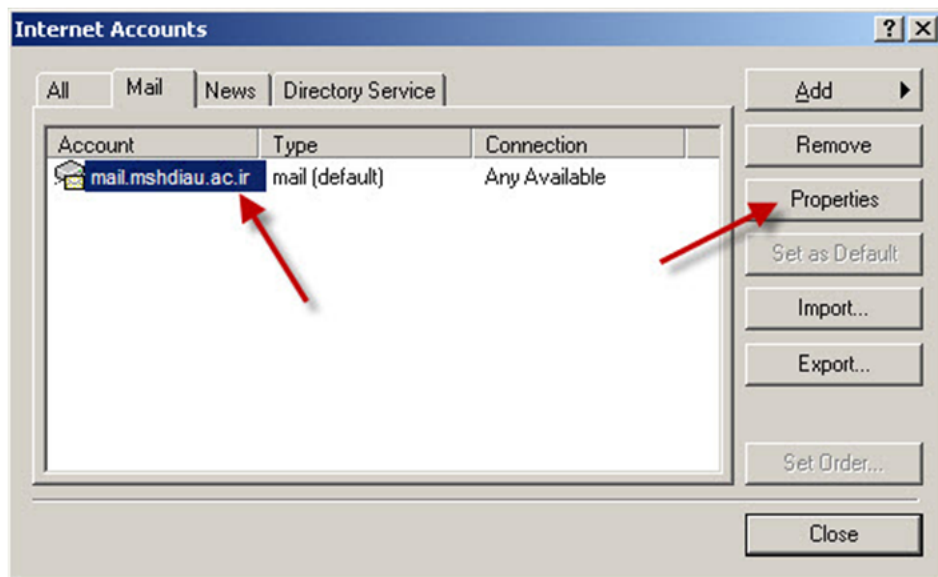 Internet Accounts
All Mail News Directory Service
Add
Account Type Connection
Remove
mail.mshdiau.ac.ir mail (default) Any Available
Properties
Set as Default
Import...
Export...
Set Order...
Close